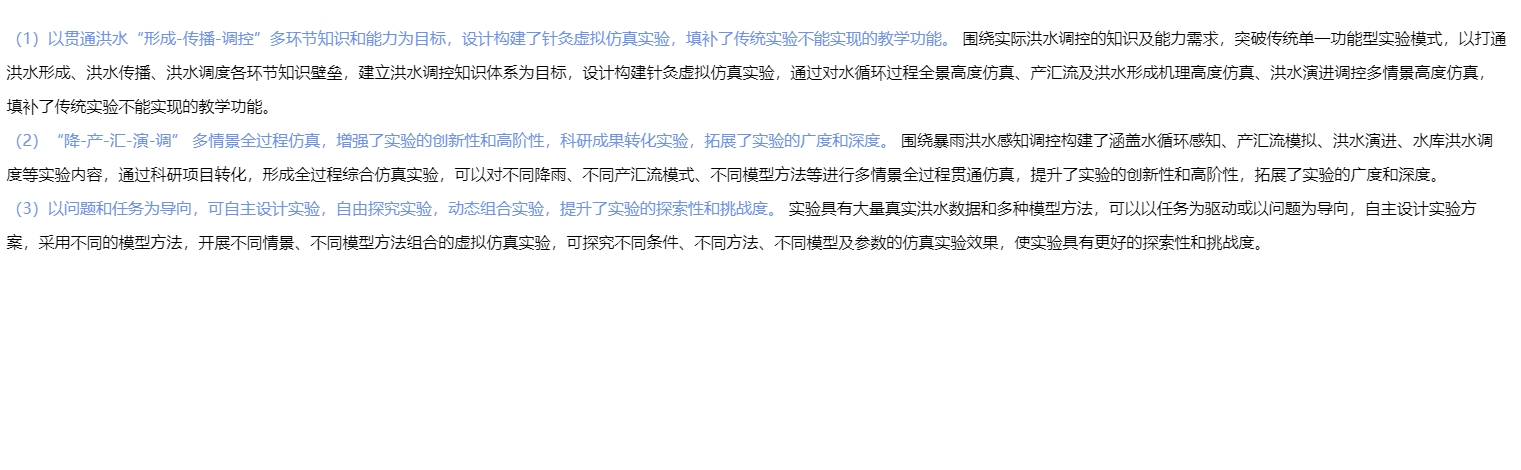 （1）以贯通洪水“形成-传播-调控”多环节知识和能力为目标，设计构建了针灸虚拟仿真实验，填补了传统实验不能实现的教学功能。 围绕实际洪水调控的知识及能力需求，突破传统单一功能型实验模式，以打通
洪水形成、洪水传播、洪水调度各环节知识壁垒，建立洪水调控知识体系为目标，设计构建针灸虚拟仿真实验，通过对水循环过程全景高度仿真、产汇流及洪水形成机理高度仿真、洪水演进调控多情景高度仿真，
填补了传统实验不能实现的教学功能。
（2）“降-产-汇-演-调” 多情景全过程仿真，增强了实验的创新性和高阶性，科研成果转化实验，拓展了实验的广度和深度。 围绕暴雨洪水感知调控构建了涵盖水循环感知、产汇流模拟、洪水演进、水库洪水调
度等实验内容，通过科研项目转化，形成全过程综合仿真实验，可以对不同降雨、不同产汇流模式、不同模型方法等进行多情景全过程贯通仿真，提升了实验的创新性和高阶性，拓展了实验的广度和深度。
（3）以问题和任务为导向，可自主设计实验，自由探究实验，动态组合实验，提升了实验的探索性和挑战度。 实验具有大量真实洪水数据和多种模型方法，可以以任务为驱动或以问题为导向，自主设计实验方
案，采用不同的模型方法，开展不同情景、不同模型方法组合的虚拟仿真实验，可探究不同条件、不同方法、不同模型及参数的仿真实验效果，使实验具有更好的探索性和挑战度。